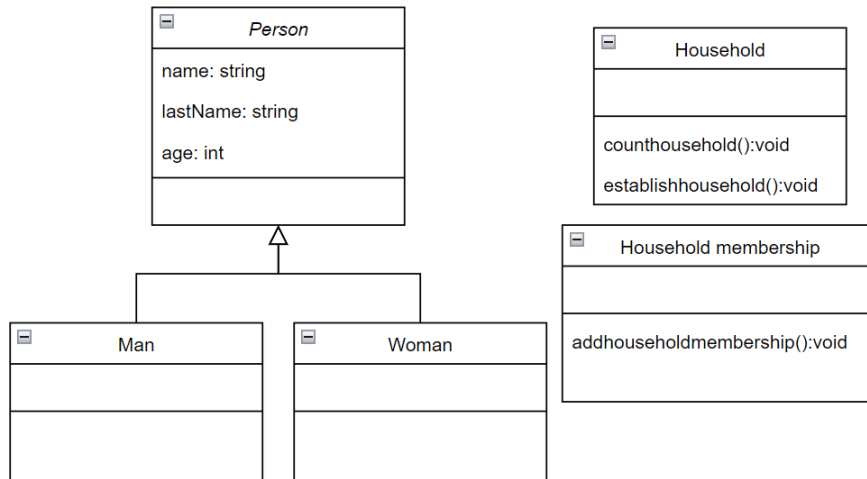 Person
name: string
lastName: string
age: int
Household
counthousehold():void
establishhousehold():void
Household membership
addhouseholdmembership():void
Man
Woman